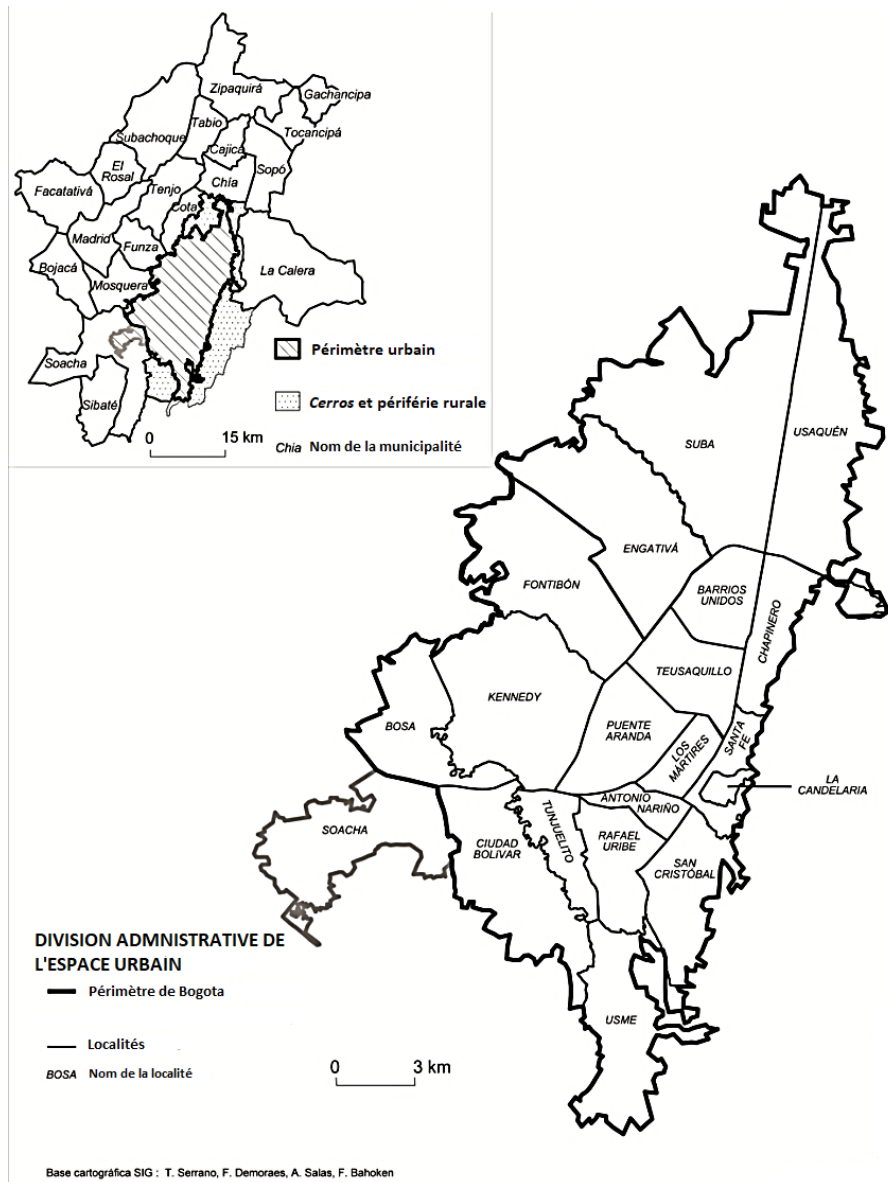 Zipaquirá
Gachancipa
Tabio
Tocancipá
Subachoque
Cajica
El
Rosal
Sopó
Chía
Tenjo
Facatativá
Cota
Madrid
Funza
Bojacá
La Calera
Mosquera
Soacha
Sibaté
Périmètre urbain
Cerros et périférie rurale
0 15 km
Chia Nom de la municipalité
SUBA
USAQUÉN
ENGATIVÁ
FONTIBÓN
BARRIOS
UNIDOS
CHAPINERO
TEUSAQUILLO
KENNEDY
BOSA
PUENTE
ARANDA
LOS
MÁRTIRES
SANTA
FE
LA
CANDELARIA
ANTONIO
NARIÑO
TUNJUELITO
SOACHA
CIUDAD
BOLÍVAR
RAFAEL
URIBE
SAN
CRISTÓBAL
USME
DIVISION ADMNISTRATIVE DE
L'ESPACE URBAIN
Périmètre de Bogota
Localités
BOSA Nom de la localité
0 3 km
Base cartográfica SIG : T. Serrano, F. Demoraes, A. Salas, F. Bahoken